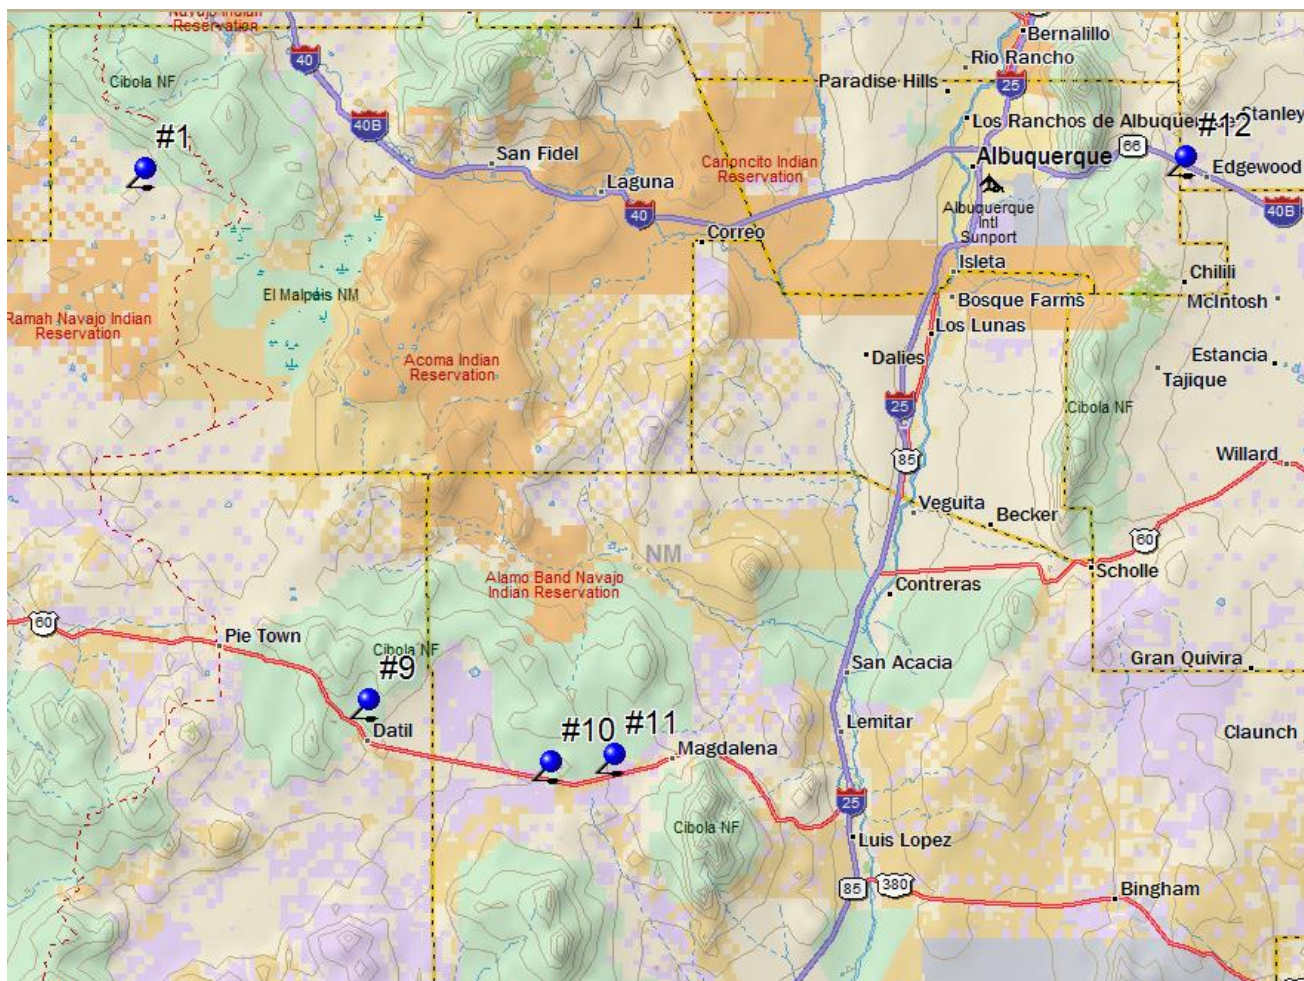 Navajo Indian
Reservation
Reservation
Bernalillo
Rio Rancho
40
Cibola NF
Paradise Hills
25
Los Ranchos de Albuquer
Stanley
40B
#1
#12
66
San Fidel
Canoncito Indian
Reservation
Albuquerque
Edgewood
Laguna
40
Albuquerque
Intl
Sunport
40B
Correo
Isleta
Chilili
El Malpais NM
Bosque Farms
McIntosh
Ramah Navajo Indian
Reservation
Los Lunas
Acoma Indian
Reservation
Dalies
Estancia
Tajique
25
Cibola NF
85
Willard
Veguita
Becker
NM
60
Alamo Band Navajo
Indian Reservation
Contreras
Scholle
60
Pie Town
Cibola NF
#9
San Acacia
Gran Quivira
Datil
#10
#11
Magdalena
Lemitar
Claunch
25
Cibola NF
Luis Lopez
85
380
Bingham